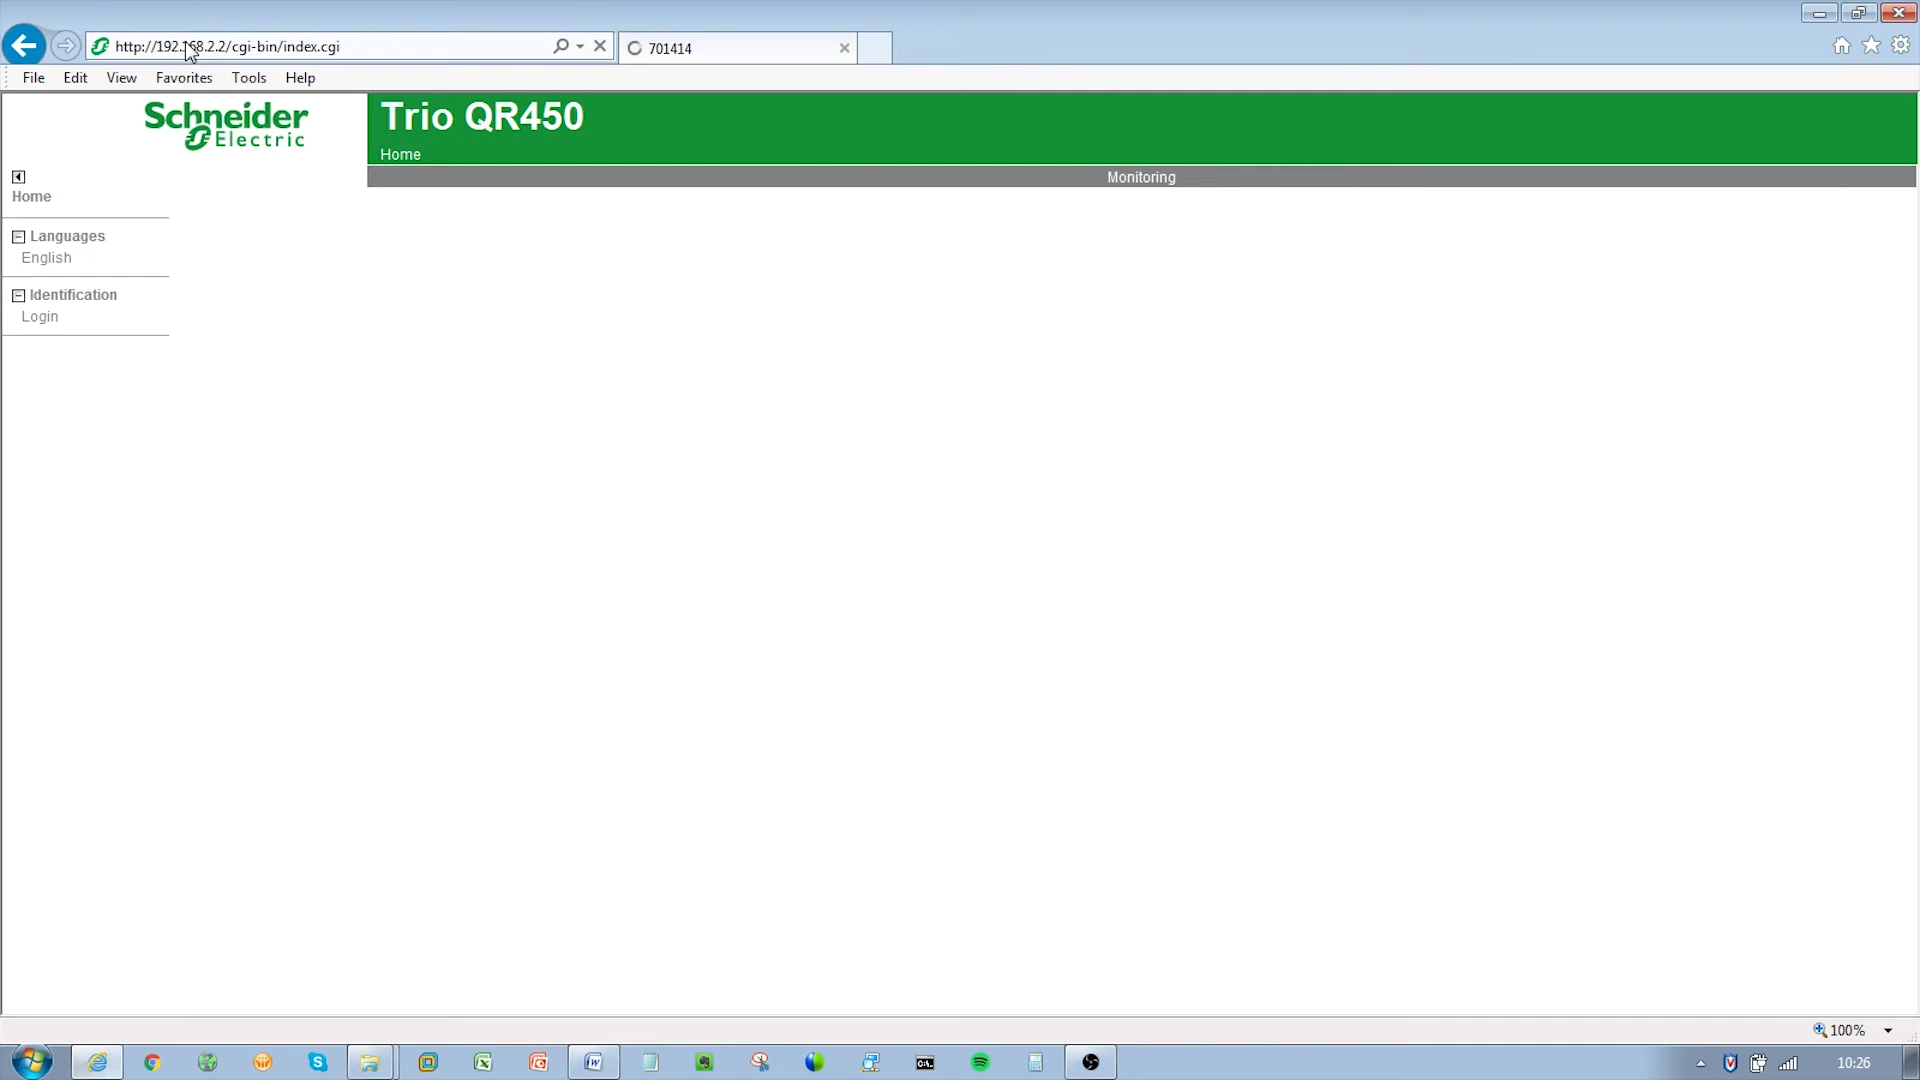 http://192.168.2.2/cgi-bin/index.cgi
701414
File Edit View Favorites Tools Help
Schneider
Electric
Trio QR450
Home
Monitoring
Home
Languages
English
Identification
Login
100%
10:26